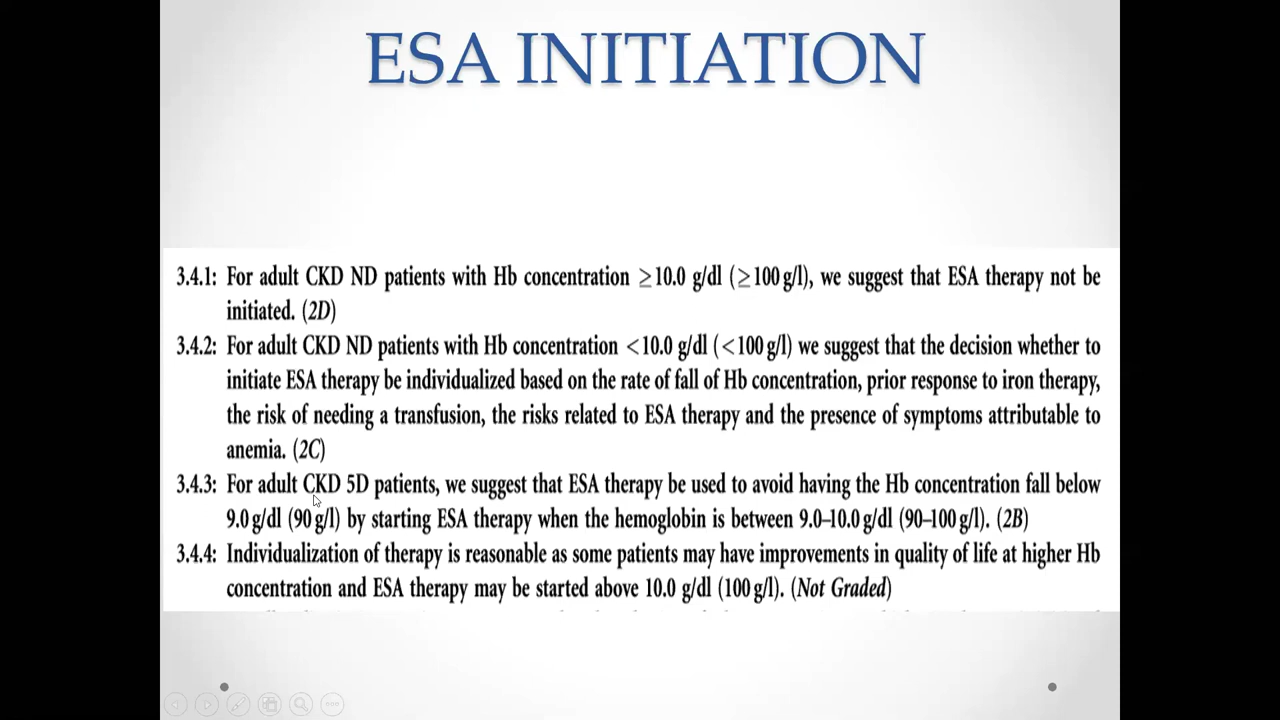 ESA INITIATION
3.4.1: For adult CKD ND patients with Hb concentration ≥10.0 g/dl (≥100 g/l), we suggest that ESA therapy not be
initiated. (2D)
3.4.2: For adult CKD ND patients with Hb concentration <10.0 g/dl (<100 g/l) we suggest that the decision whether to
initiate ESA therapy be individualized based on the rate of fall of Hb concentration, prior response to iron therapy,
the risk of needing a transfusion, the risks related to ESA therapy and the presence of symptoms attributable to
anemia. (2C)
3.4.3: For adult CKD 5D patients, we suggest that ESA therapy be used to avoid having the Hb concentration fall below
9.0 g/dl (90 g/l) by starting ESA therapy when the hemoglobin is between 9.0–10.0 g/dl (90–100 g/l). (2B)
3.4.4: Individualization of therapy is reasonable as some patients may have improvements in quality of life at higher Hb
concentration and ESA therapy may be started above 10.0 g/dl (100 g/l). (Not Graded)